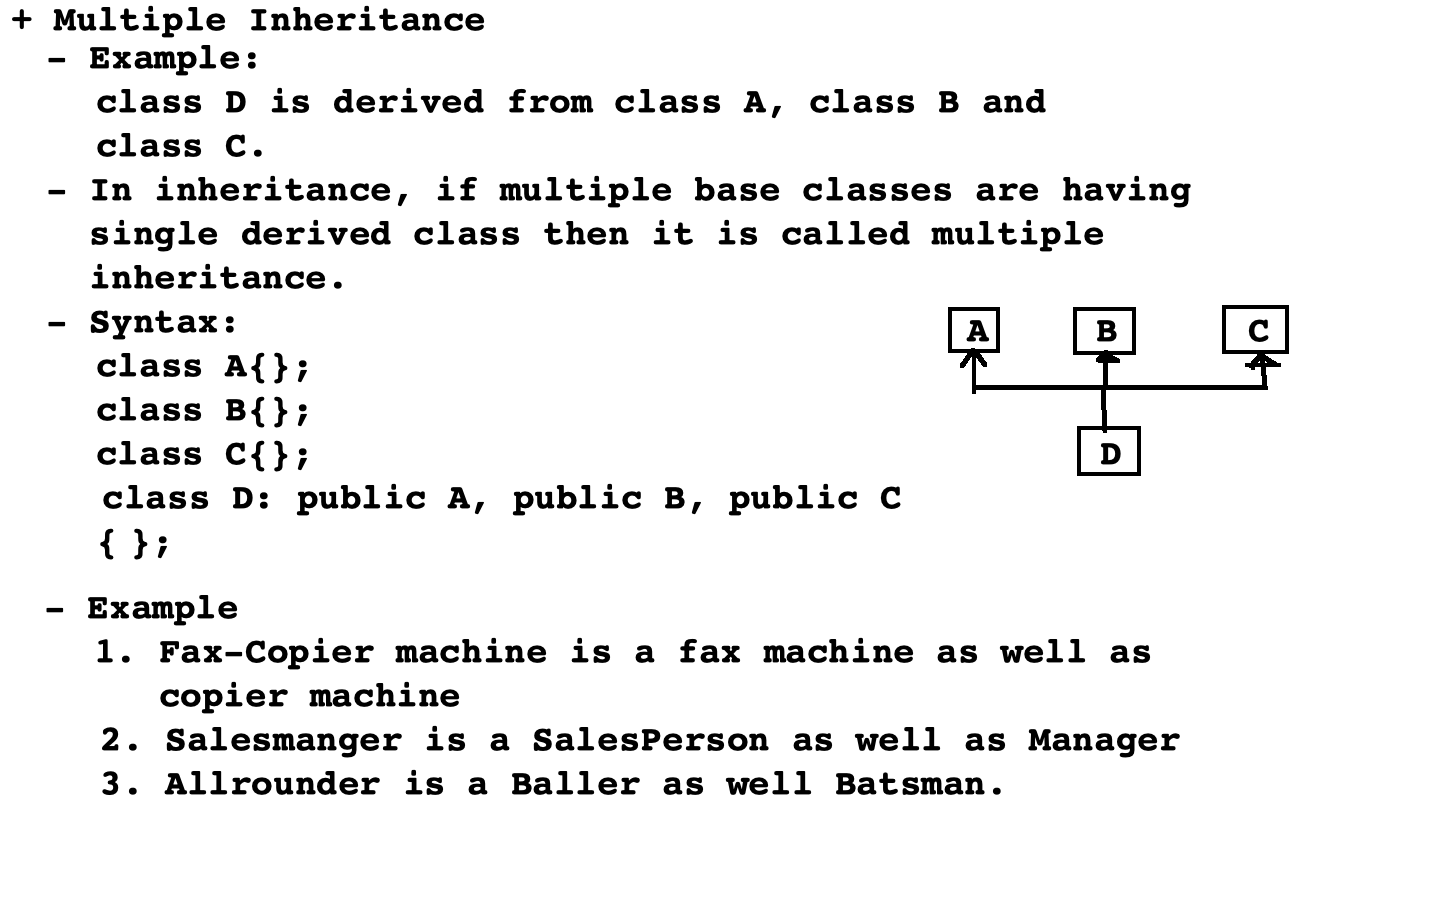 + Multiple Inheritance
- Example:
class D is derived from class A, class B and
class C.
- In inheritance, if multiple base classes are having
single derived class then it is called multiple
inheritance.
- Syntax:
class A{};
class B{};
class C{};
class D: public A, public B, public C
{ };
A B C
D
- Example
1. Fax-Copier machine is a fax machine as well as
copier machine
2. Salesmanger is a SalesPerson as well as Manager
3. Allrounder is a Baller as well Batsman.